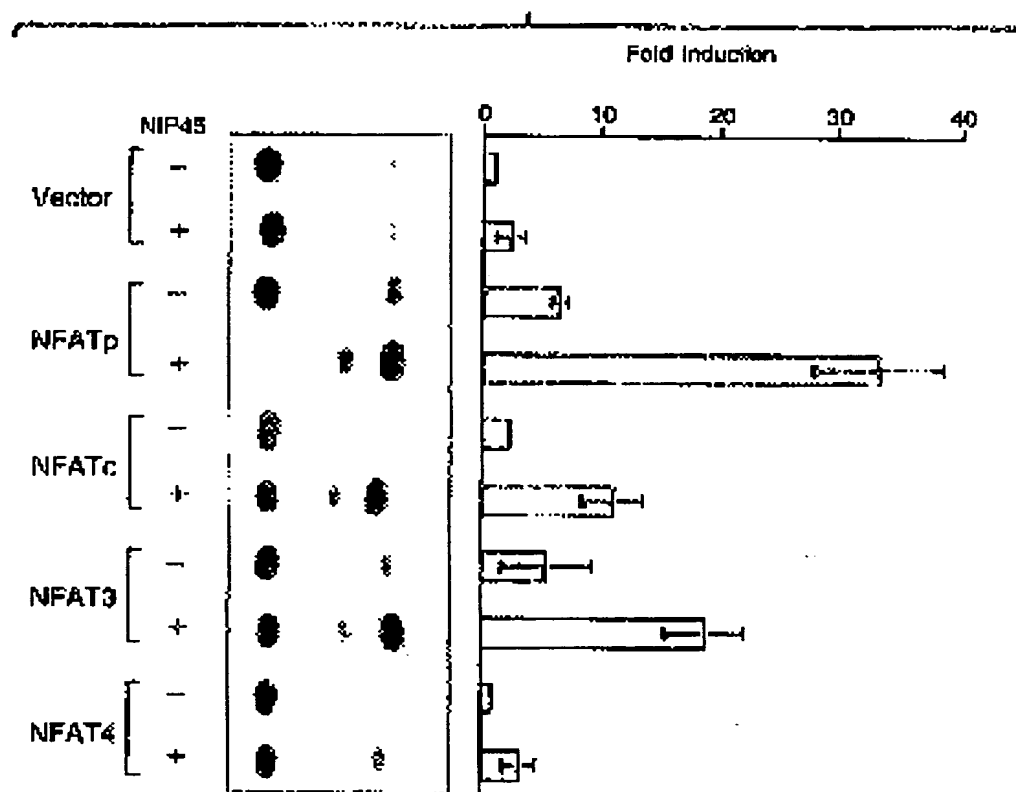 Fold Induction
0 10 20 30 40
NIP45
Vector
−
+
NFATp
−
+
NFATc
−
+
NFAT3
−
+
NFAT4
−
+